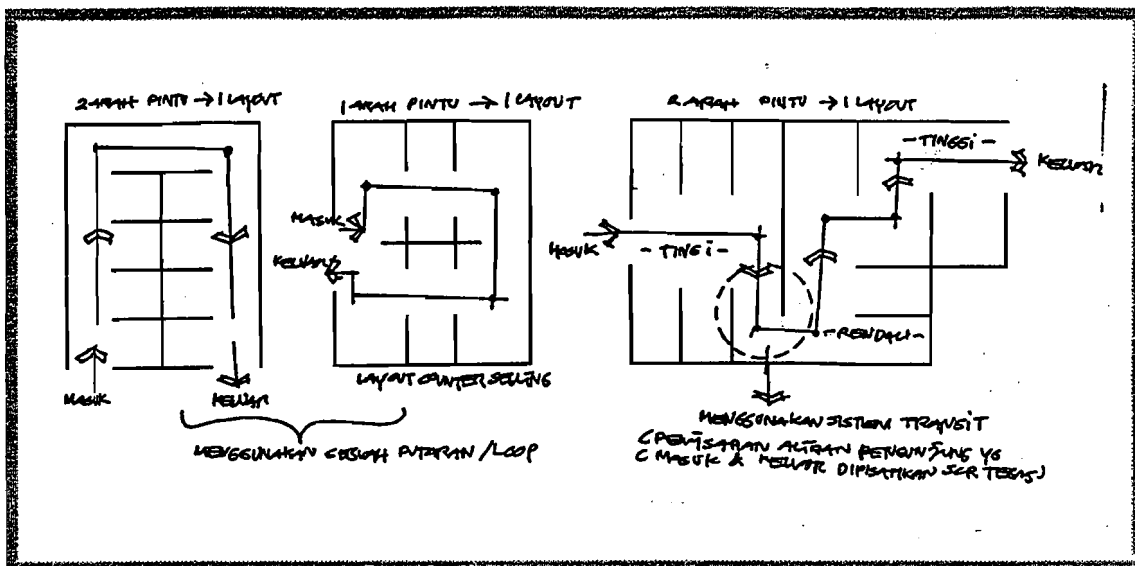 2 ARAH PINTU → 1 LAYOUT
MASUK
KELUAR
1 ARAH PINTU → 1 LAYOUT
MASUK
KELUAR
LAYOUT COUNTER SELLING
MENGGUNAKAN SEBUAH PUTARAN / LOOP
2 ARAH PINTU → 1 LAYOUT
- TINGGI -
KELUAR
MASUK
- TINGGI -
- RENDAH -
MENGGUNAKAN SISTEM TRANSIT
( PEMISAHAN ALIRAN PENGUNJUNG YG
( MASUK & KELUAR DIPISAHKAN SCR TEGAS )